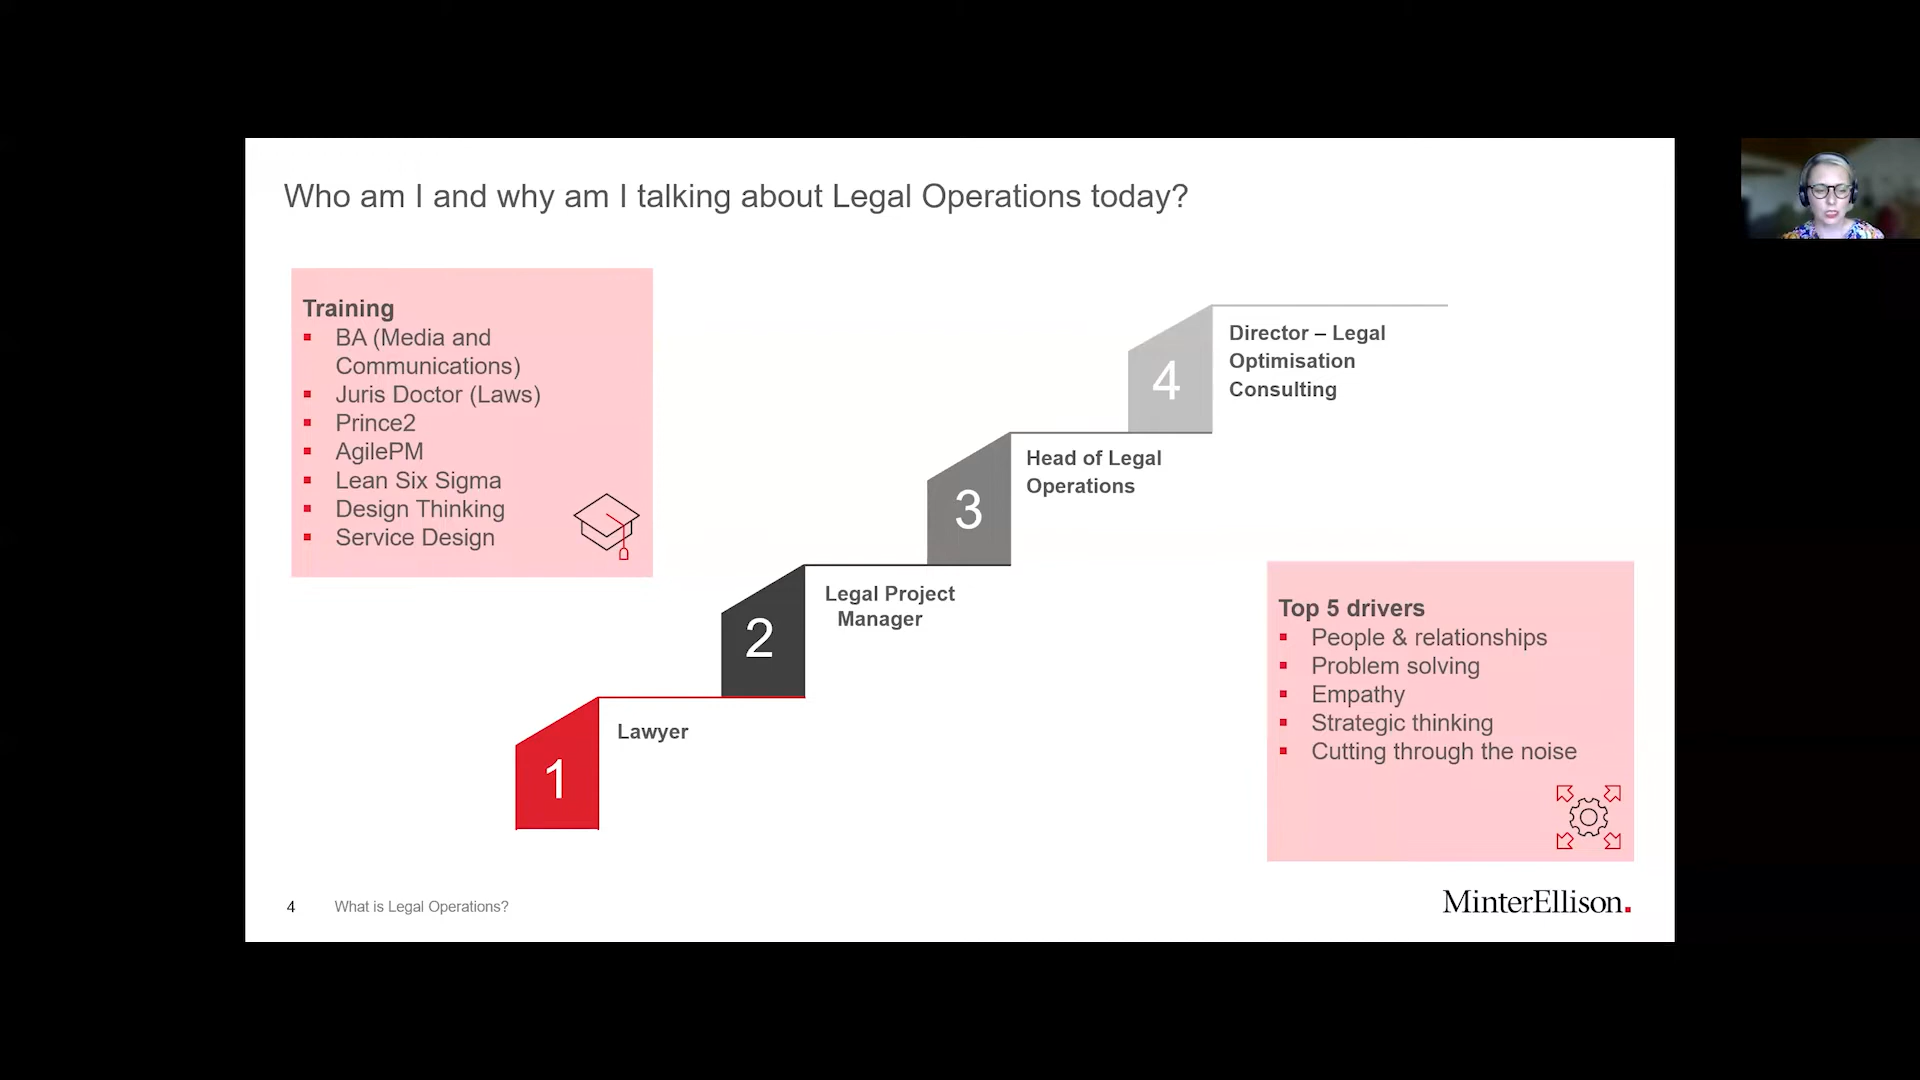 Who am I and why am I talking about Legal Operations today?
Training
BA (Media and
Communications)
Juris Doctor (Laws)
Prince2
AgilePM
Lean Six Sigma
Design Thinking
Service Design
4
Director – Legal
Optimisation
Consulting
3
Head of Legal
Operations
2
Legal Project
Manager
1
Lawyer
Top 5 drivers
People & relationships
Problem solving
Empathy
Strategic thinking
Cutting through the noise
4
What is Legal Operations?
MinterEllison.